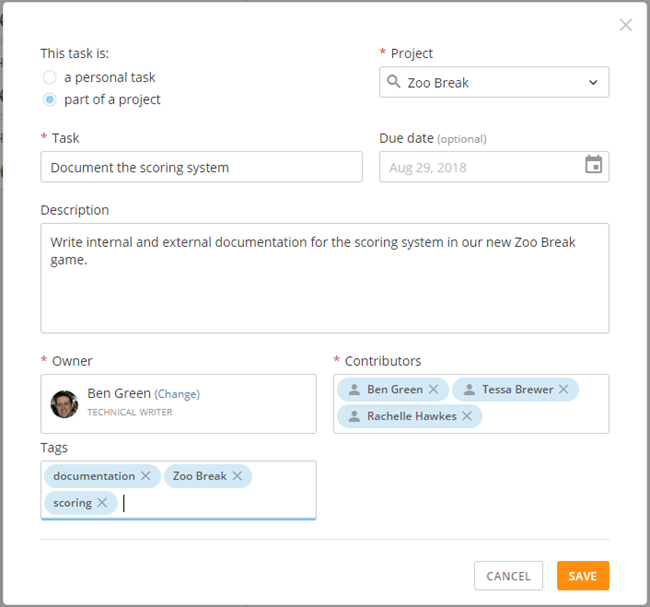 This task is:
a personal task
part of a project
* Project
Zoo Break
* Task
Document the scoring system
Due date (optional)
Aug 29, 2018
Description
Write internal and external documentation for the scoring system in our new Zoo Break
game.
* Owner
Ben Green (Change)
TECHNICAL WRITER
* Contributors
Ben Green Tessa Brewer
Rachelle Hawkes
Tags
documentation Zoo Break
scoring
CANCEL SAVE